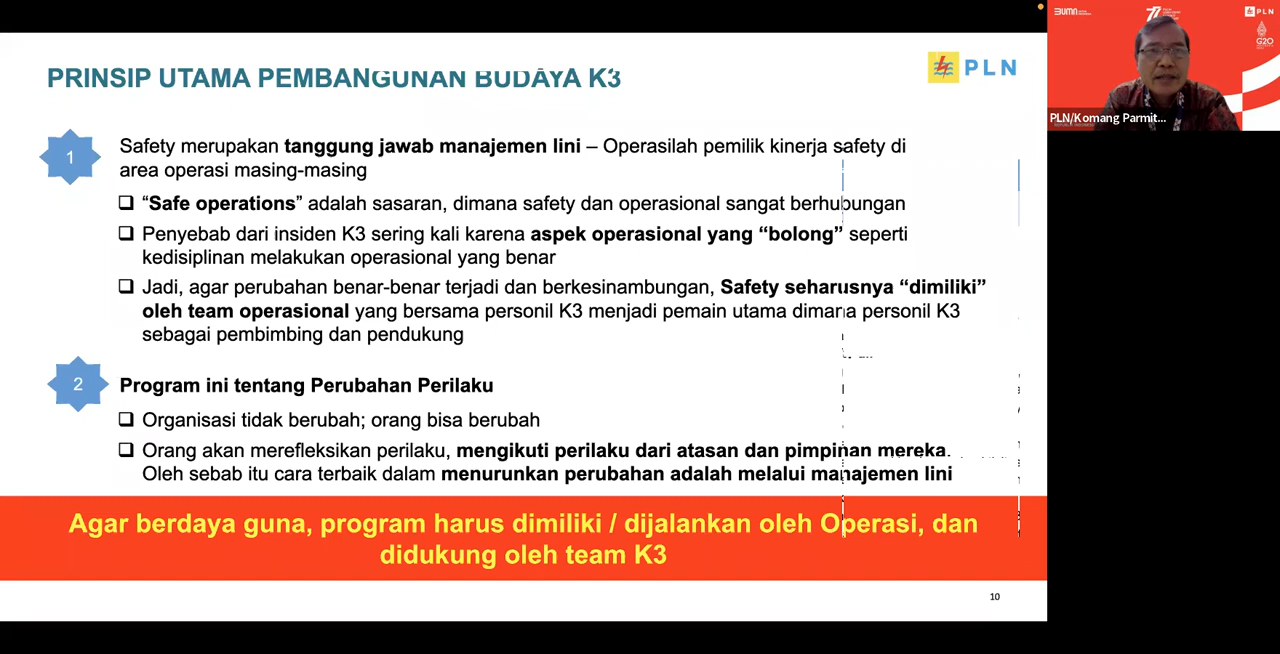 PRINSIP UTAMA PEMBANGUNAN BUDAYA K3
PLN
1
Safety merupakan tanggung jawab manajemen lini – Operasilah pemilik kinerja safety di
area operasi masing-masing
❑ “Safe operations” adalah sasaran, dimana safety dan operasional sangat berhubungan
❑ Penyebab dari insiden K3 sering kali karena aspek operasional yang “bolong” seperti
kedisiplinan melakukan operasional yang benar
❑ Jadi, agar perubahan benar-benar terjadi dan berkesinambungan, Safety seharusnya “dimiliki”
oleh team operasional yang bersama personil K3 menjadi pemain utama dimana personil K3
sebagai pembimbing dan pendukung
2
Program ini tentang Perubahan Perilaku
❑ Organisasi tidak berubah; orang bisa berubah
❑ Orang akan merefleksikan perilaku, mengikuti perilaku dari atasan dan pimpinan mereka.
Oleh sebab itu cara terbaik dalam menurunkan perubahan adalah melalui manajemen lini
Agar berdaya guna, program harus dimiliki / dijalankan oleh Operasi, dan
didukung oleh team K3
10
BUMN
77
PLN
G20
PLN/Komang Parmit...